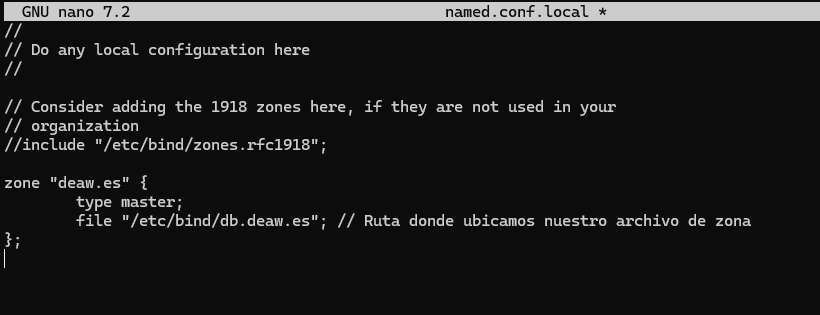 GNU nano 7.2 named.conf.local *
//
// Do any local configuration here
//
// Consider adding the 1918 zones here, if they are not used in your
// organization
//include "/etc/bind/zones.rfc1918";
zone "deaw.es" {
type master;
file "/etc/bind/db.deaw.es"; // Ruta donde ubicamos nuestro archivo de zona
};